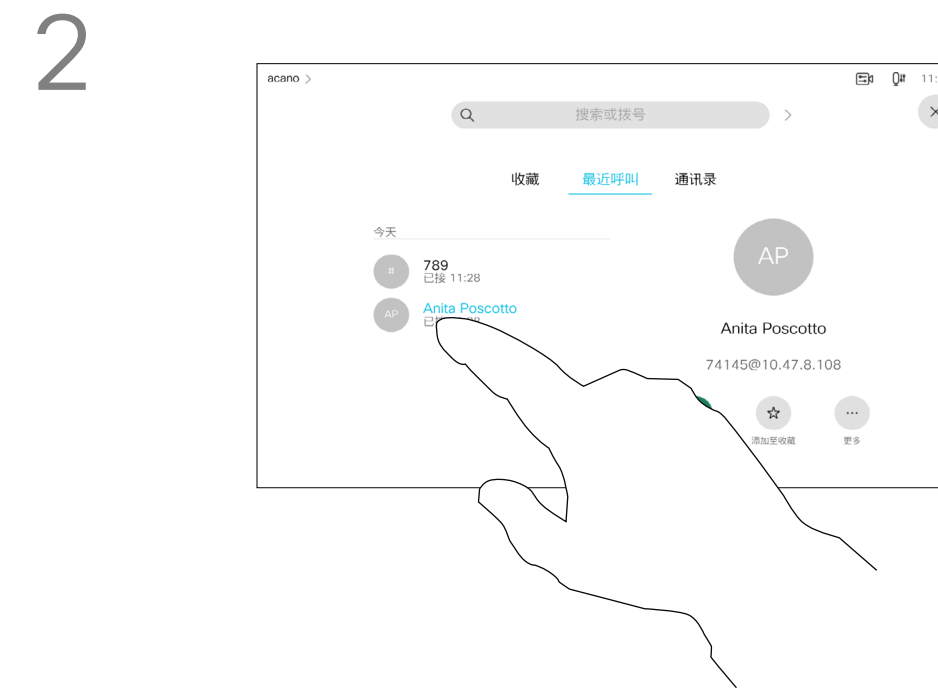 2
acano >
11:
搜索或拨号
收藏 最近呼叫 通讯录
今天
AP
#
789
已接 11:28
AP
Anita Poscotto
Anita Poscotto
74145@10.47.8.108
添加至收藏 更多